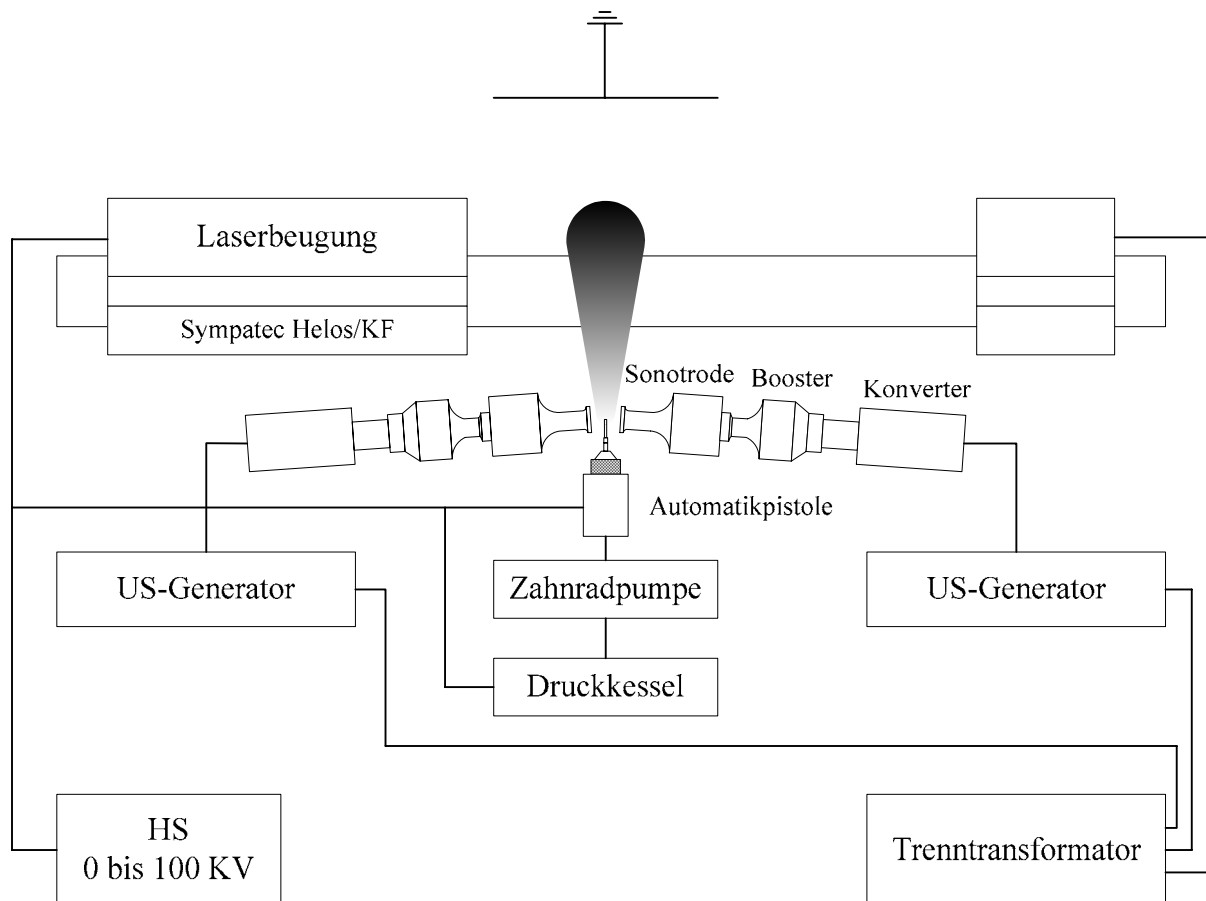 Laserbeugung
Sympatec Helos/KF
Sonotrode
Booster
Konverter
Automatikpistole
US-Generator
Zahnradpumpe
US-Generator
Druckkessel
HS
0 bis 100 KV
Trenntransformator